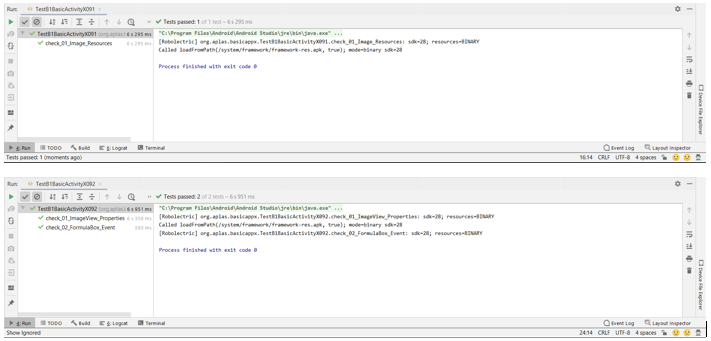 Run: TestB1BasicActivityX091 ×
Tests passed: 1 of 1 test – 6 s 295 ms
TestB1BasicActivityX091 (org.aplas 6 s 295 ms
check_01_Image_Resources 6 s 295 ms
"C:\Program Files\Android\Android Studio\jre\bin\java.exe" ...
[Robolectric] org.aplas.basicappx.TestB1BasicActivityX091.check_01_Image_Resources: sdk=28; resources=BINARY
Called loadFromPath(/system/framework/framework-res.apk, true); mode=binary sdk=28
Process finished with exit code 0
Device File Explorer
4: Run TODO Build 6: Logcat Terminal Event Log Layout Inspector
Tests passed: 1 (moments ago) 16:14 CRLF UTF-8 4 spaces
Run: TestB1BasicActivityX092 ×
Tests passed: 2 of 2 tests – 6 s 951 ms
TestB1BasicActivityX092 (org.aplas 6 s 951 ms
check_01_ImageView_Properties
check_02_FormulaBox_Event
"C:\Program Files\Android\Android Studio\jre\bin\java.exe" ...
[Robolectric] org.aplas.basicappx.TestB1BasicActivityX092.check_01_ImageView_Properties: sdk=28; resources=BINARY
Called loadFromPath(/system/framework/framework-res.apk, true); mode=binary sdk=28
[Robolectric] org.aplas.basicappx.TestB1BasicActivityX092.check_02_FormulaBox_Event: sdk=28; resources=BINARY
Process finished with exit code 0
Device File Explorer
4: Run TODO Build 6: Logcat Terminal Event Log Layout Inspector
Show Ignored 24:14 CRLF UTF-8 4 spaces